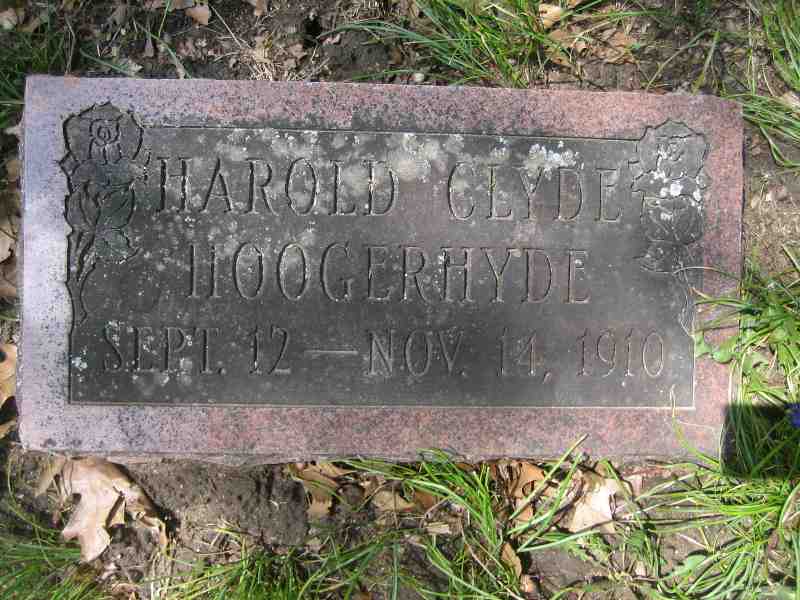 HAROLD CLYDE
HOOGERHYDE
SEPT. 12 — NOV. 14, 1910